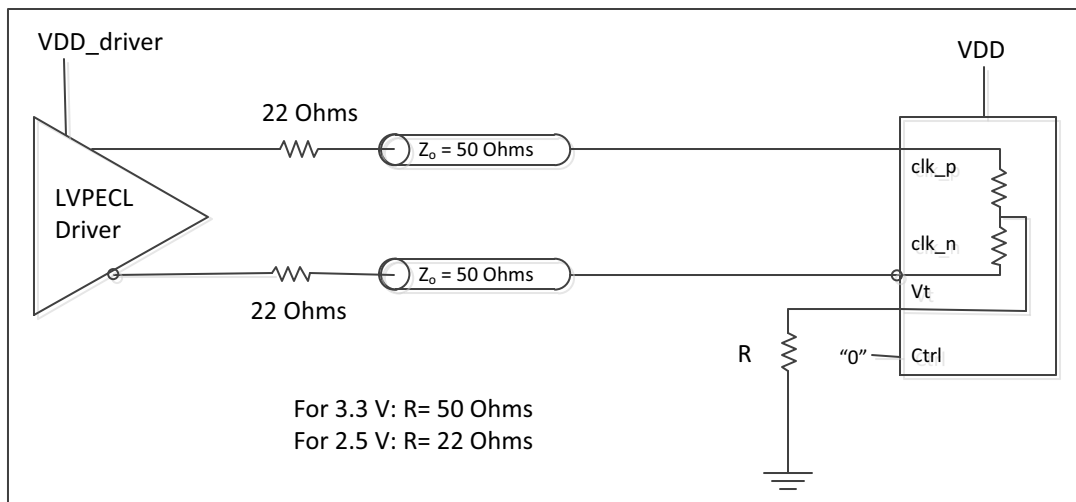 VDD_driver
VDD
22 Ohms
Zo = 50 Ohms
clk_p
LVPECL
Driver
clk_n
Zo = 50 Ohms
Vt
22 Ohms
R
“0”
Ctrl
For 3.3 V: R= 50 Ohms
For 2.5 V: R= 22 Ohms